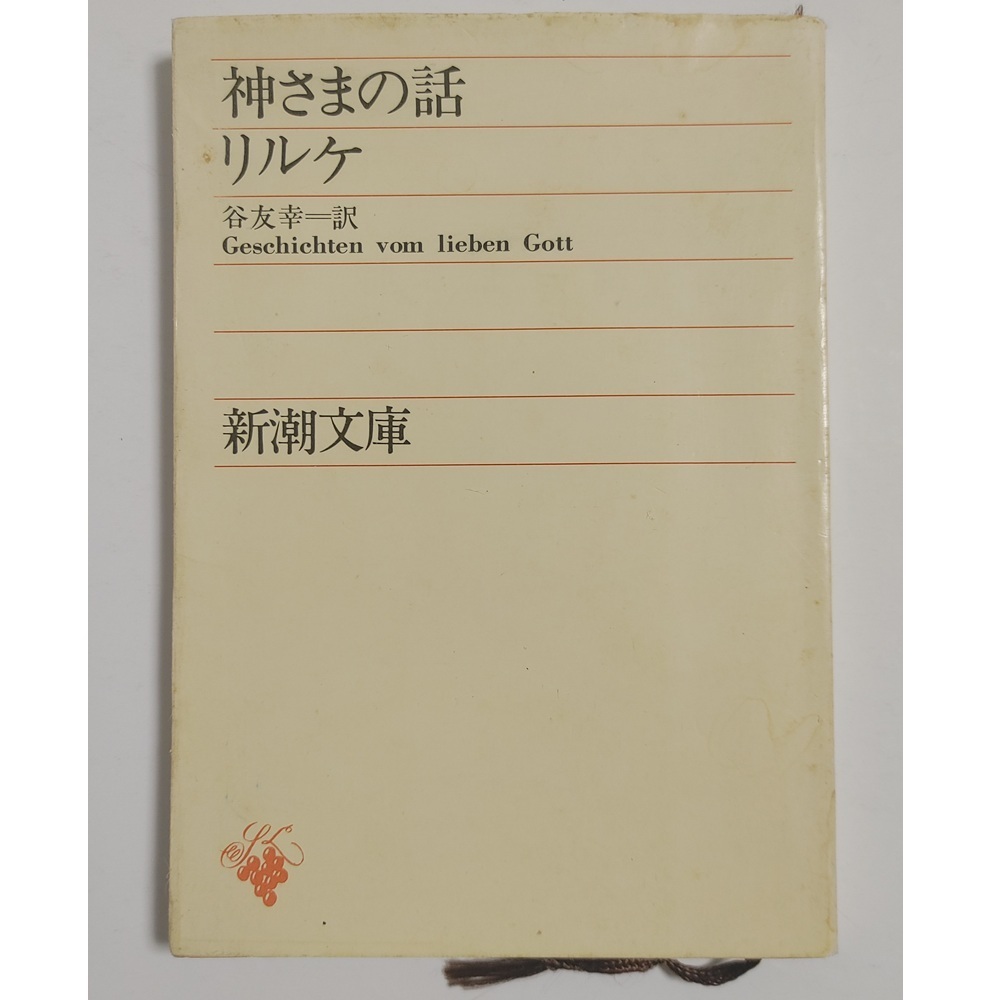 神さまの話
リルケ
谷友幸＝訳
Geschichten vom lieben Gott
新潮文庫
SL